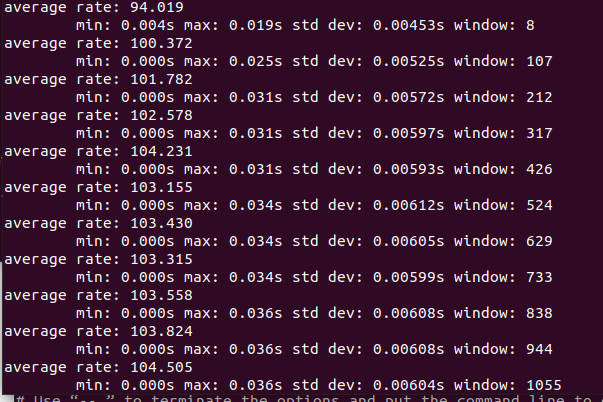 average rate: 94.019
min: 0.004s max: 0.019s std dev: 0.00453s window: 8
average rate: 100.372
min: 0.000s max: 0.025s std dev: 0.00525s window: 107
average rate: 101.782
min: 0.000s max: 0.031s std dev: 0.00572s window: 212
average rate: 102.578
min: 0.000s max: 0.031s std dev: 0.00597s window: 317
average rate: 104.231
min: 0.000s max: 0.031s std dev: 0.00593s window: 426
average rate: 103.155
min: 0.000s max: 0.034s std dev: 0.00612s window: 524
average rate: 103.430
min: 0.000s max: 0.034s std dev: 0.00605s window: 629
average rate: 103.315
min: 0.000s max: 0.034s std dev: 0.00599s window: 733
average rate: 103.558
min: 0.000s max: 0.036s std dev: 0.00608s window: 838
average rate: 103.824
min: 0.000s max: 0.036s std dev: 0.00608s window: 944
average rate: 104.505
min: 0.000s max: 0.036s std dev: 0.00604s window: 1055
# Use “-- ” to terminate the options and put the command line to